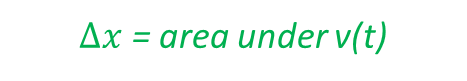 Δx = area under v(t)